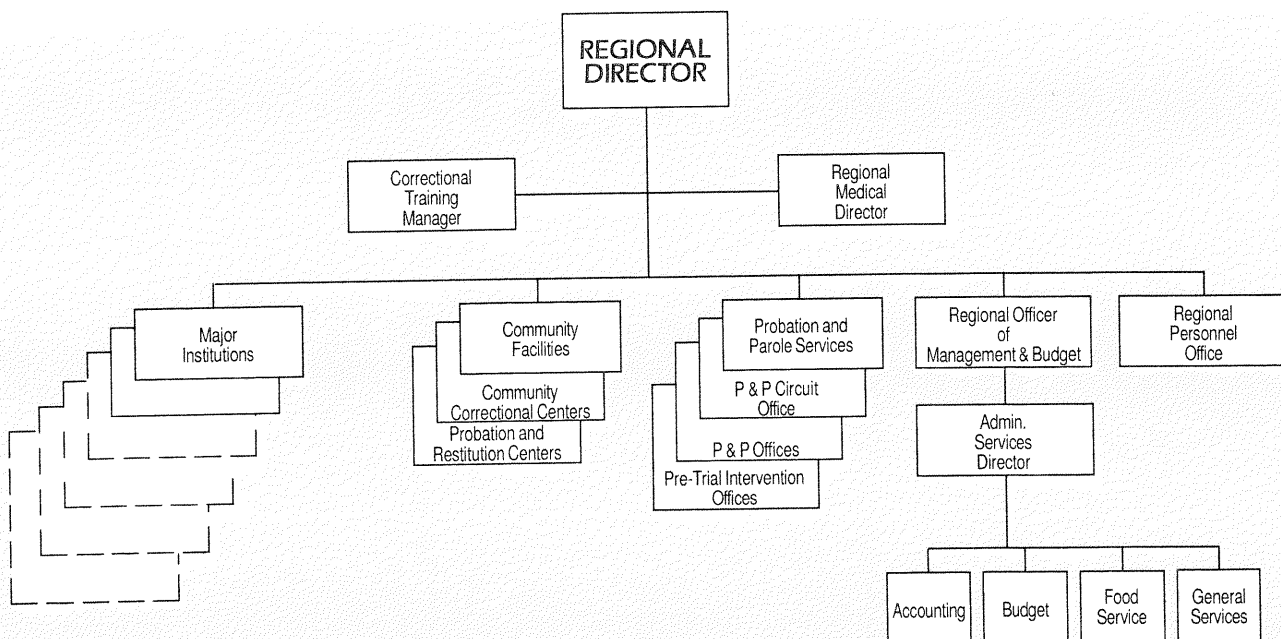 REGIONAL
DIRECTOR
Correctional
Training
Manager
Regional
Medical
Director
Major
Institutions
Community
Facilities
Community
Correctional Centers
Probation and
Restitution Centers
Probation and
Parole Services
P & P Circuit
Office
P & P Offices
Pre-Trial Intervention
Offices
Regional Officer
of
Management & Budget
Regional
Personnel
Office
Admin.
Services
Director
Accounting
Budget
Food
Service
General
Services